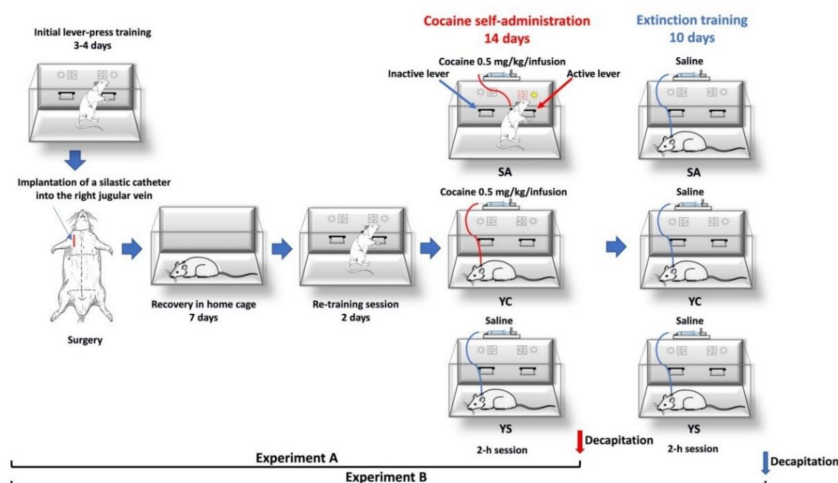 Initial lever-press training
3-4 days
Implantation of a silastic catheter
into the right jugular vein
Surgery
Recovery in home cage
7 days
Re-training session
2 days
Cocaine self-administration
14 days
Cocaine 0.5 mg/kg/infusion
Inactive lever
Active lever
SA
Cocaine 0.5 mg/kg/infusion
YC
Saline
YS
2-h session
Decapitation
Extinction training
10 days
Saline
SA
Saline
YC
Saline
YS
2-h session
Decapitation
Experiment A
Experiment B